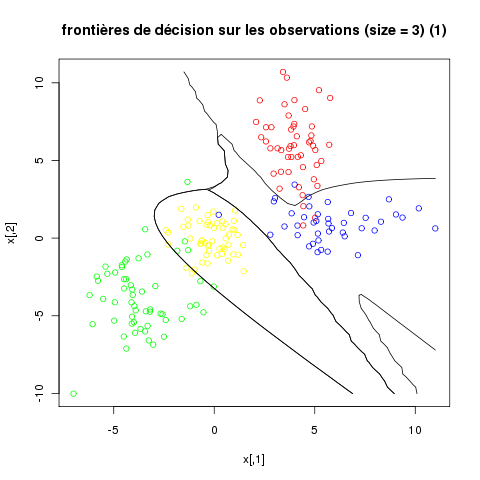 frontières de décision sur les observations (size = 3) (1)
10
5
0
-5
-10
x[,2]
-5 0 5 10
x[,1]